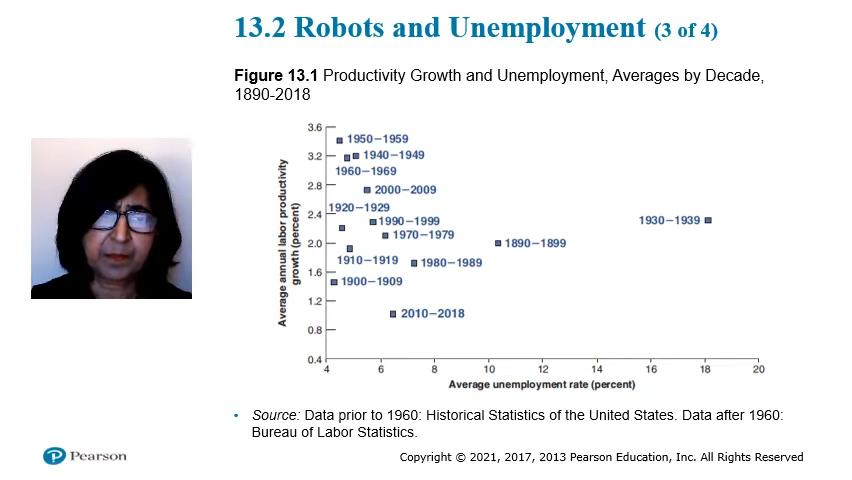 13.2 Robots and Unemployment (3 of 4)
Figure 13.1 Productivity Growth and Unemployment, Averages by Decade,
1890-2018
3.6
3.2
2.8
2.4
2.0
1.6
1.2
0.8
0.4
Average annual labor productivity
growth (percent)
1950–1959
1940–1949
1960–1969
2000–2009
1920–1929
1990–1999
1930–1939
1970–1979
1890–1899
1910–1919
1980–1989
1900–1909
2010–2018
4 6 8 10 12 14 16 18 20
Average unemployment rate (percent)
• Source: Data prior to 1960: Historical Statistics of the United States. Data after 1960:
Bureau of Labor Statistics.
P Pearson
Copyright © 2021, 2017, 2013 Pearson Education, Inc. All Rights Reserved